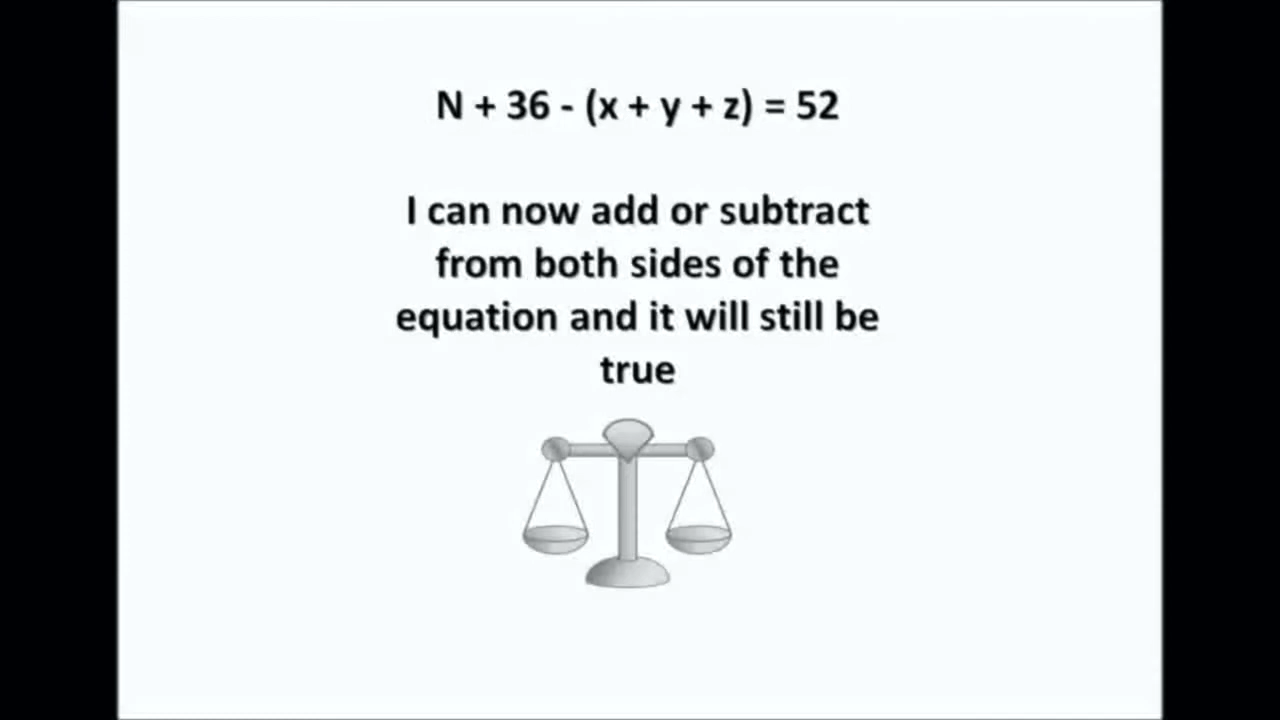 N + 36 - (x + y + z) = 52
I can now add or subtract
from both sides of the
equation and it will still be
true